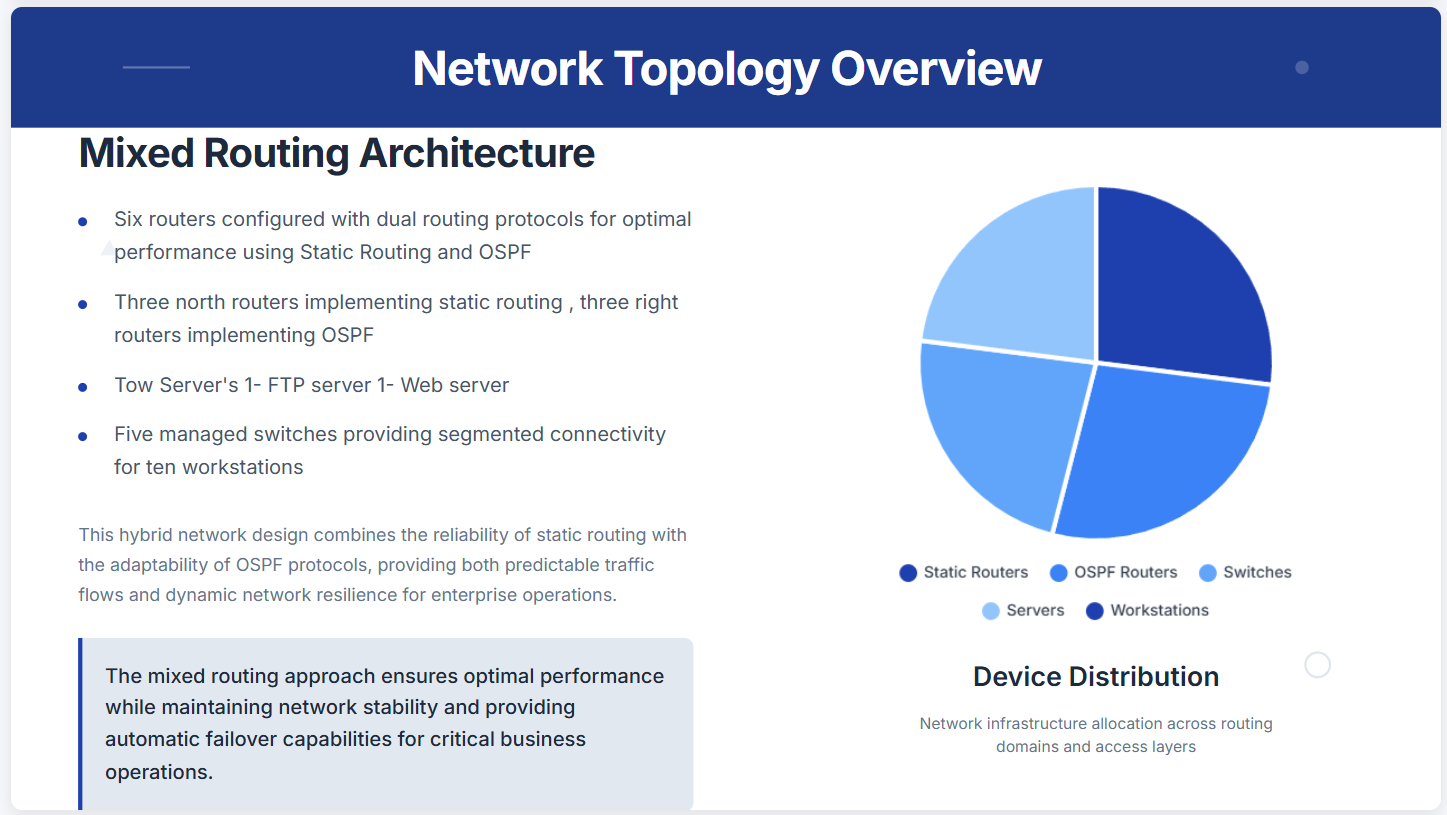 Network Topology Overview
Mixed Routing Architecture
Six routers configured with dual routing protocols for optimal
performance using Static Routing and OSPF
Three north routers implementing static routing , three right
routers implementing OSPF
Tow Server's 1- FTP server 1- Web server
Five managed switches providing segmented connectivity
for ten workstations
This hybrid network design combines the reliability of static routing with
the adaptability of OSPF protocols, providing both predictable traffic
flows and dynamic network resilience for enterprise operations.
The mixed routing approach ensures optimal performance
while maintaining network stability and providing
automatic failover capabilities for critical business
operations.
Static Routers OSPF Routers Switches
Servers Workstations
Device Distribution
Network infrastructure allocation across routing
domains and access layers